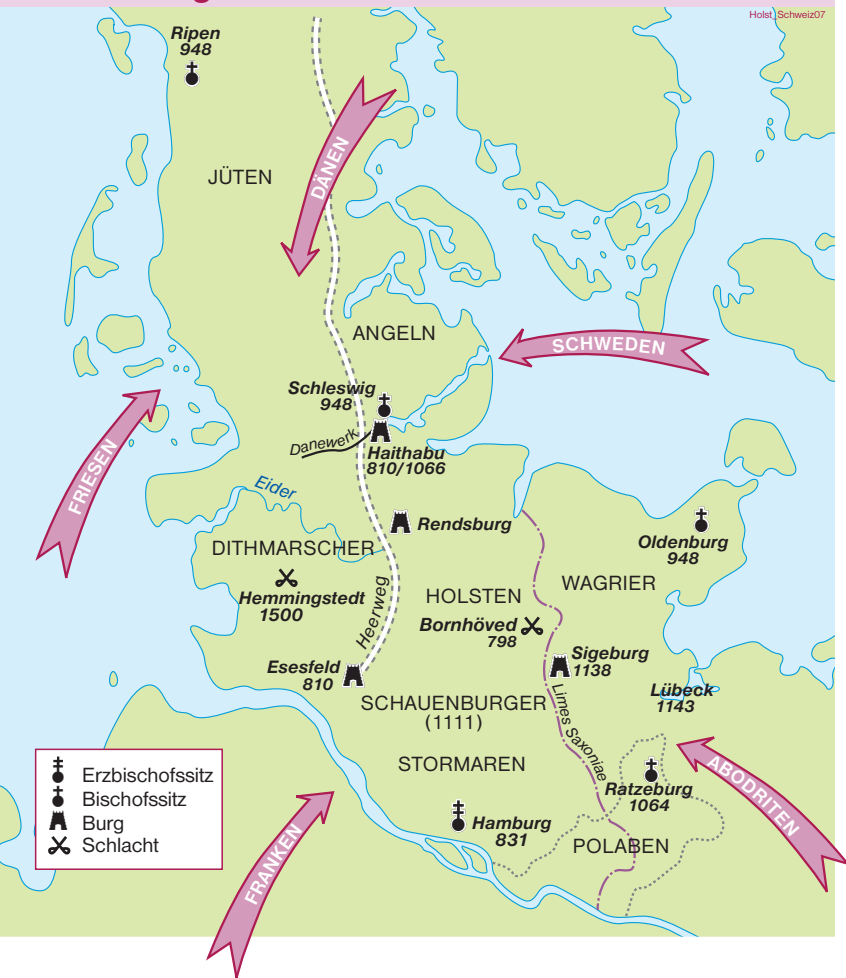 Holst_Schweiz07
Ripen
948
DÄNEN
JÜTEN
ANGELN
SCHWEDEN
Schleswig
948
Danewerk
Haithabu
810/1066
FRIESEN
Eider
Rendsburg
Oldenburg
948
DITHMARSCHER
WAGRIER
Hemmingstedt
1500
HOLSTEN
Heerweg
Bornhöved
798
Esesfeld
810
Sigeburg
1138
Lübeck
1143
SCHAUENBURGER
(1111)
Limes Saxoniae
STORMAREN
ABODRITEN
Ratzeburg
1064
Erzbischofssitz
Bischofssitz
Burg
Schlacht
Hamburg
831
POLABEN
FRANKEN